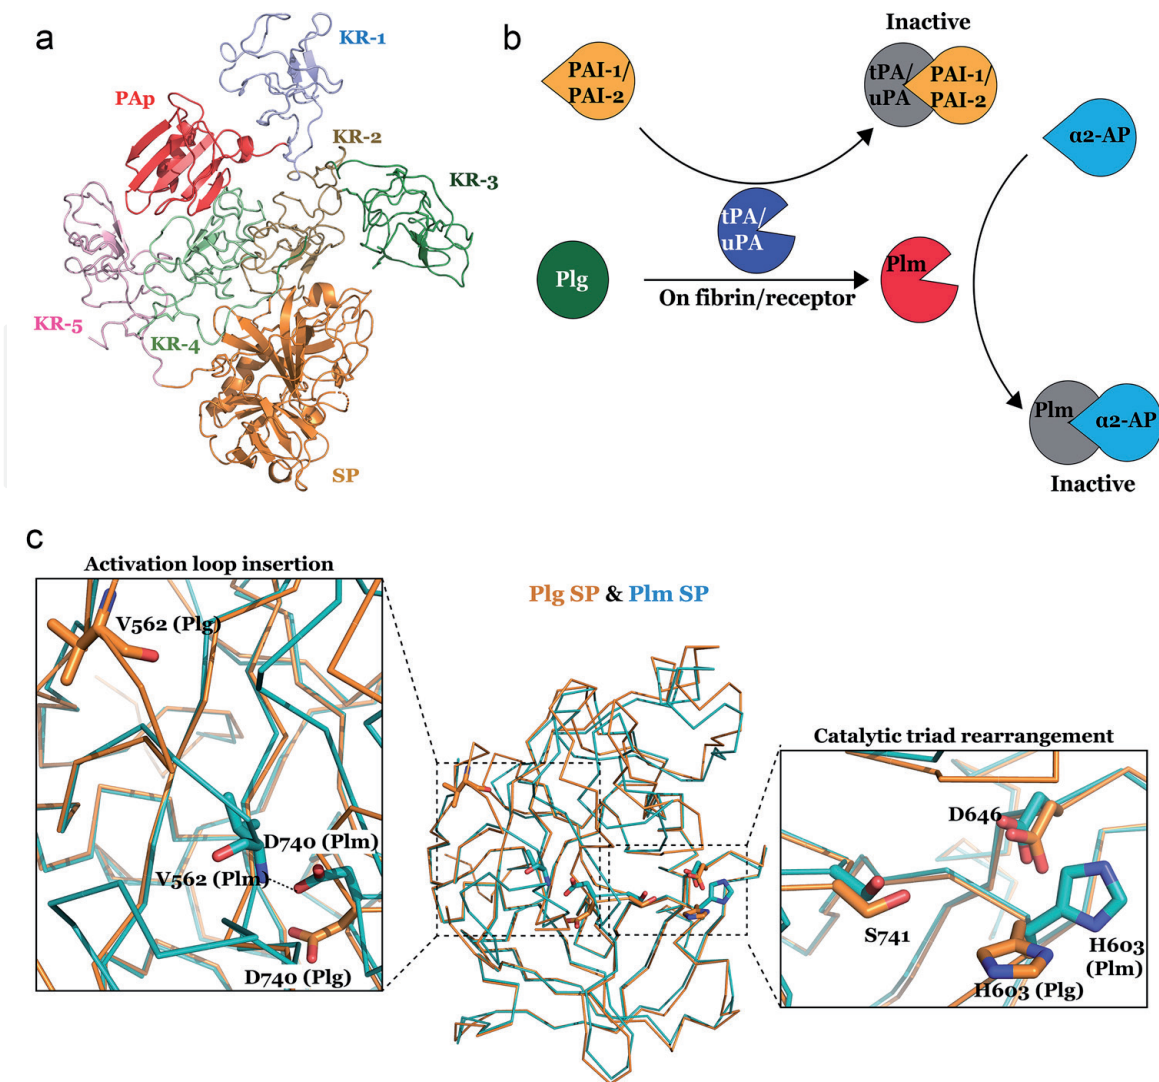 a
KR-1
PAp
KR-2
KR-3
KR-5
KR-4
SP
b
Inactive
PAI-1/
PAI-2
tPA/
uPA
PAI-1/
PAI-2
α2-AP
tPA/
uPA
Plg
Plm
On fibrin/receptor
Plm
α2-AP
Inactive
c
Activation loop insertion
V562 (Plg)
D740 (Plm)
V562 (Plm)
D740 (Plg)
Plg SP & Plm SP
Catalytic triad rearrangement
D646
S741
H603
(Plm)
H603 (Plg)